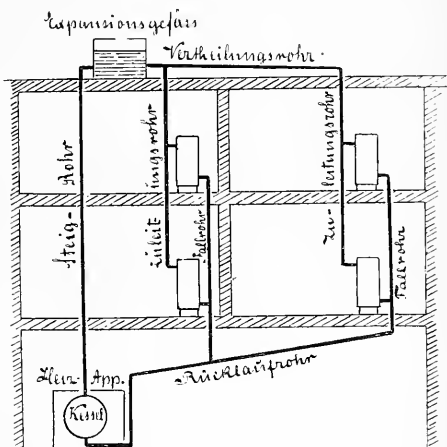 Expansionsgefäss
Vertheilungsrohr.
Steig-Rohr
Zuleitungsrohr
Fallrohr
Zuleitungsrohr
Fallrohr
Rücklaufrohr
Heiz-App.
Kessel